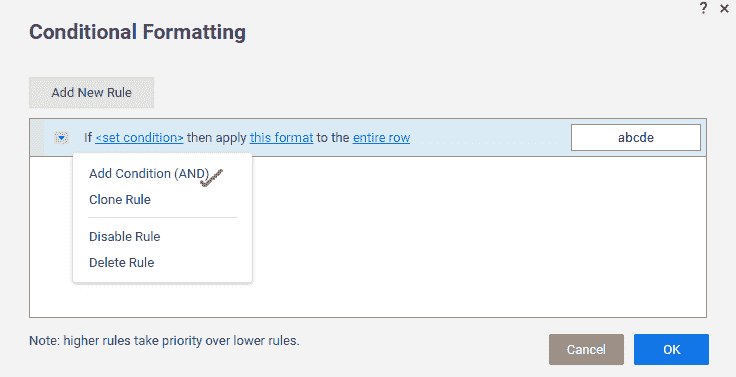 ? ×
Conditional Formatting
Add New Rule
If <set condition> then apply this format to the entire row
abcde
Add Condition (AND)
Clone Rule
Disable Rule
Delete Rule
Note: higher rules take priority over lower rules.
Cancel
OK